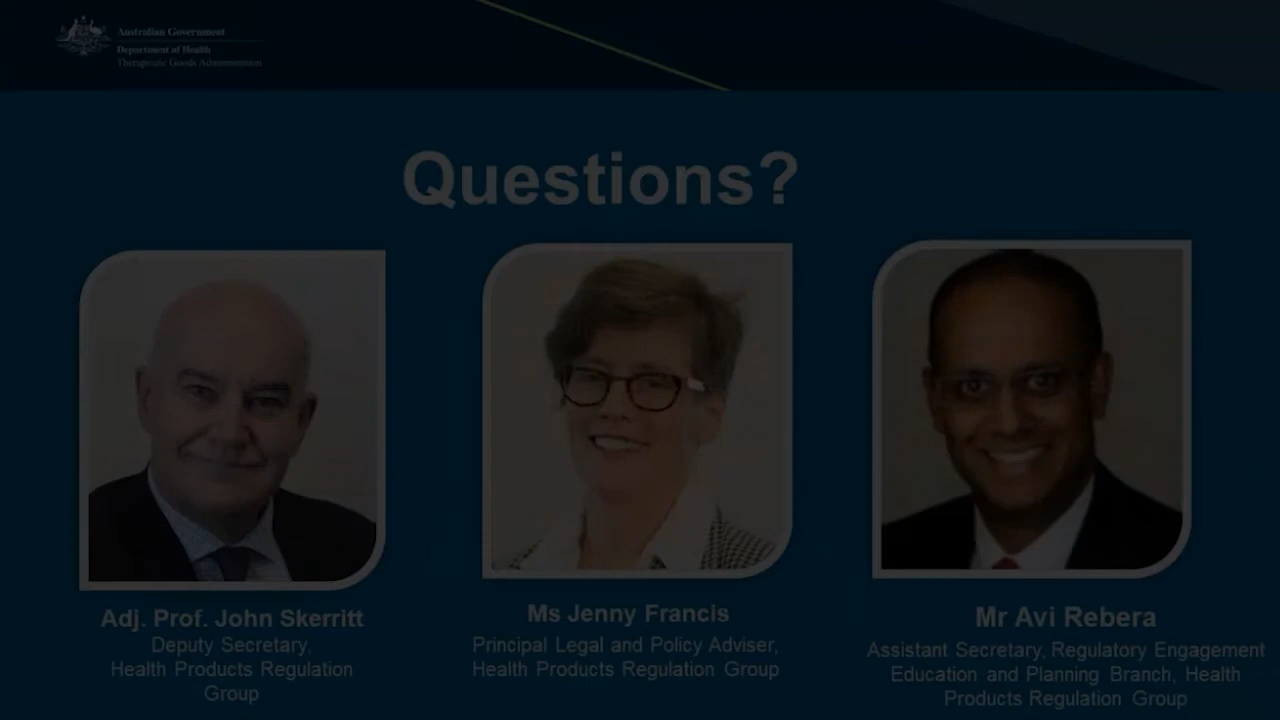 Australian Government
Department of Health
Therapeutic Goods Administration
Questions?
Adj. Prof. John Skerritt
Deputy Secretary,
Health Products Regulation
Group
Ms Jenny Francis
Principal Legal and Policy Adviser,
Health Products Regulation Group
Mr Avi Rebera
Assistant Secretary, Regulatory Engagement
Education and Planning Branch, Health
Products Regulation Group